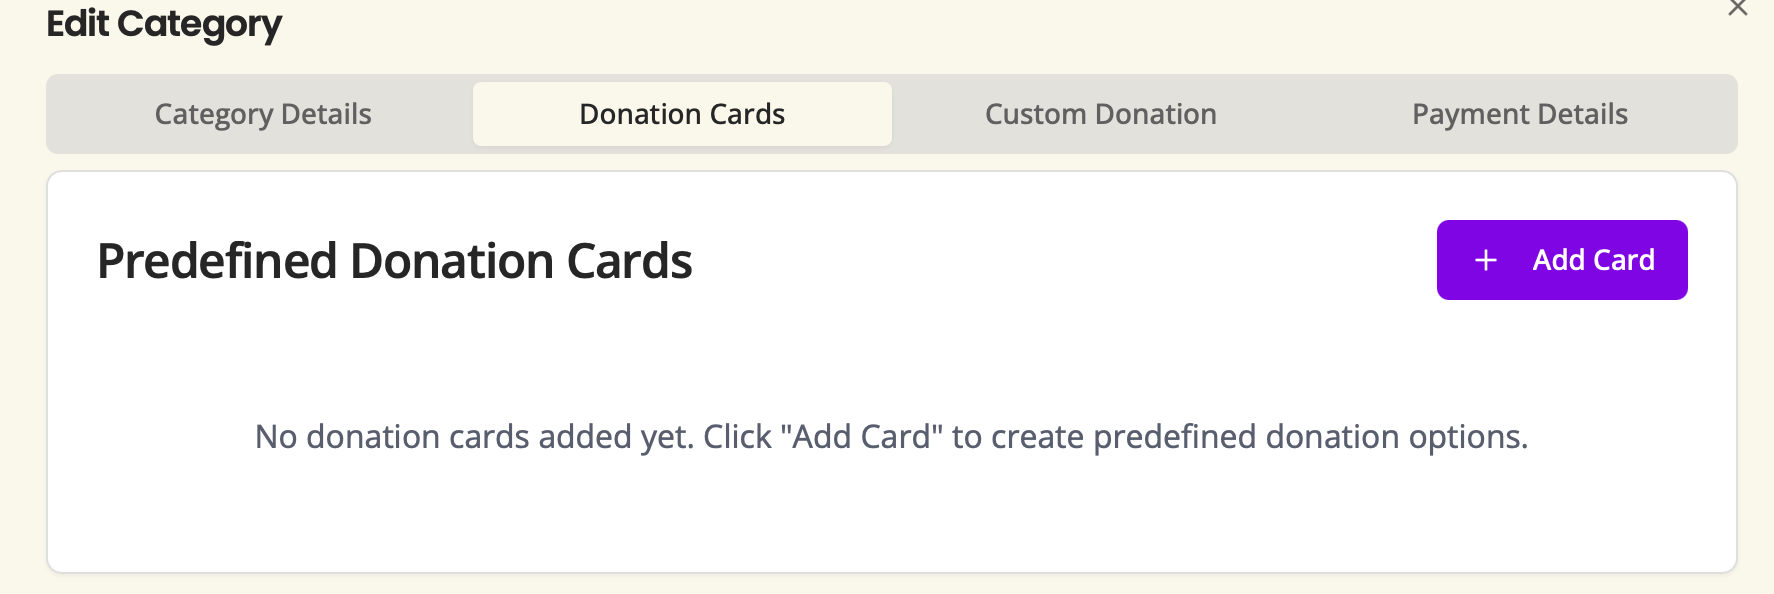 Edit Category
Category Details
Donation Cards
Custom Donation
Payment Details
Predefined Donation Cards
+ Add Card
No donation cards added yet. Click "Add Card" to create predefined donation options.